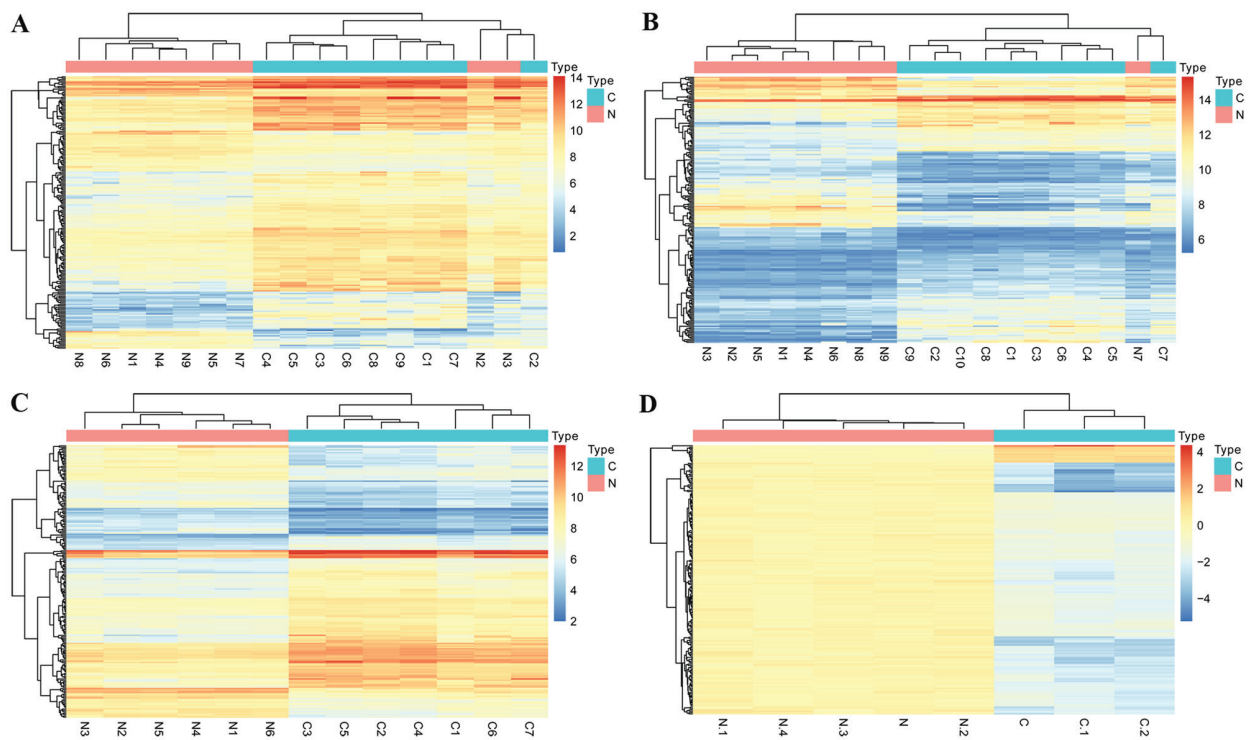 A
Type
14
12
10
8
6
4
2
Type
C
N
N8 N6 N1 N4 N9 N5 N7 C4 C5 C3 C6 C8 C9 C1 C7 N2 N3 C2
B
Type
14
12
10
8
6
Type
C
N
N3 N2 N5 N1 N4 N6 N8 N9 C9 C2 C10 C8 C1 C3 C6 C4 C5 N7 C7
C
Type
12
10
8
6
4
2
Type
C
N
N3 N2 N5 N4 N1 N6 C3 C5 C2 C4 C1 C6 C7
D
Type
4
2
0
−2
−4
Type
C
N
N.1 N.4 N.3 N N.2 C C.1 C.2